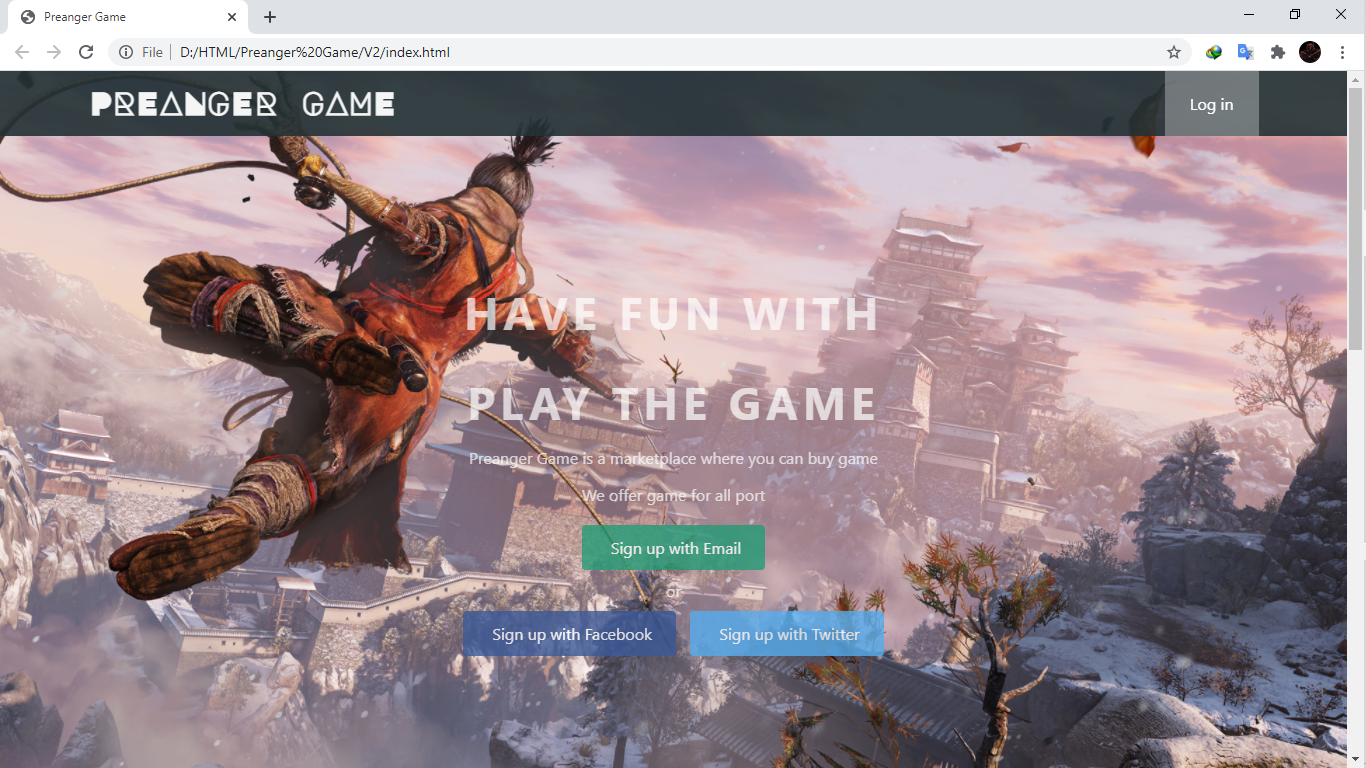 Preanger Game
File
D:/HTML/Preanger%20Game/V2/index.html
PREANGER GAME
Log in
HAVE FUN WITH
PLAY THE GAME
Preanger Game is a marketplace where you can buy game
We offer game for all port
Sign up with Email
or
Sign up with Facebook
Sign up with Twitter